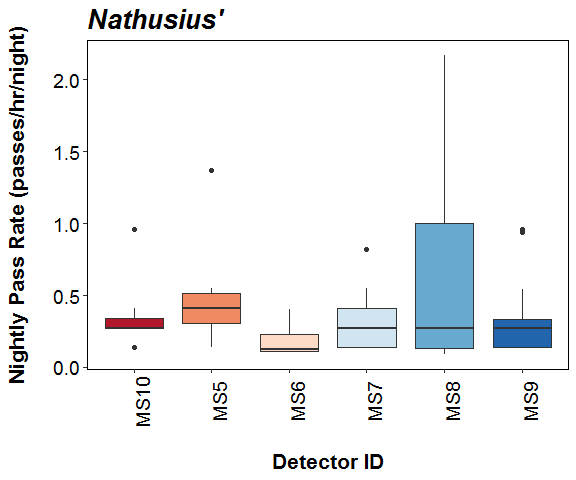 Nathusius'
Nightly Pass Rate (passes/hr/night)
2.0
1.5
1.0
0.5
0.0
MS10
MS5
MS6
MS7
MS8
MS9
Detector ID